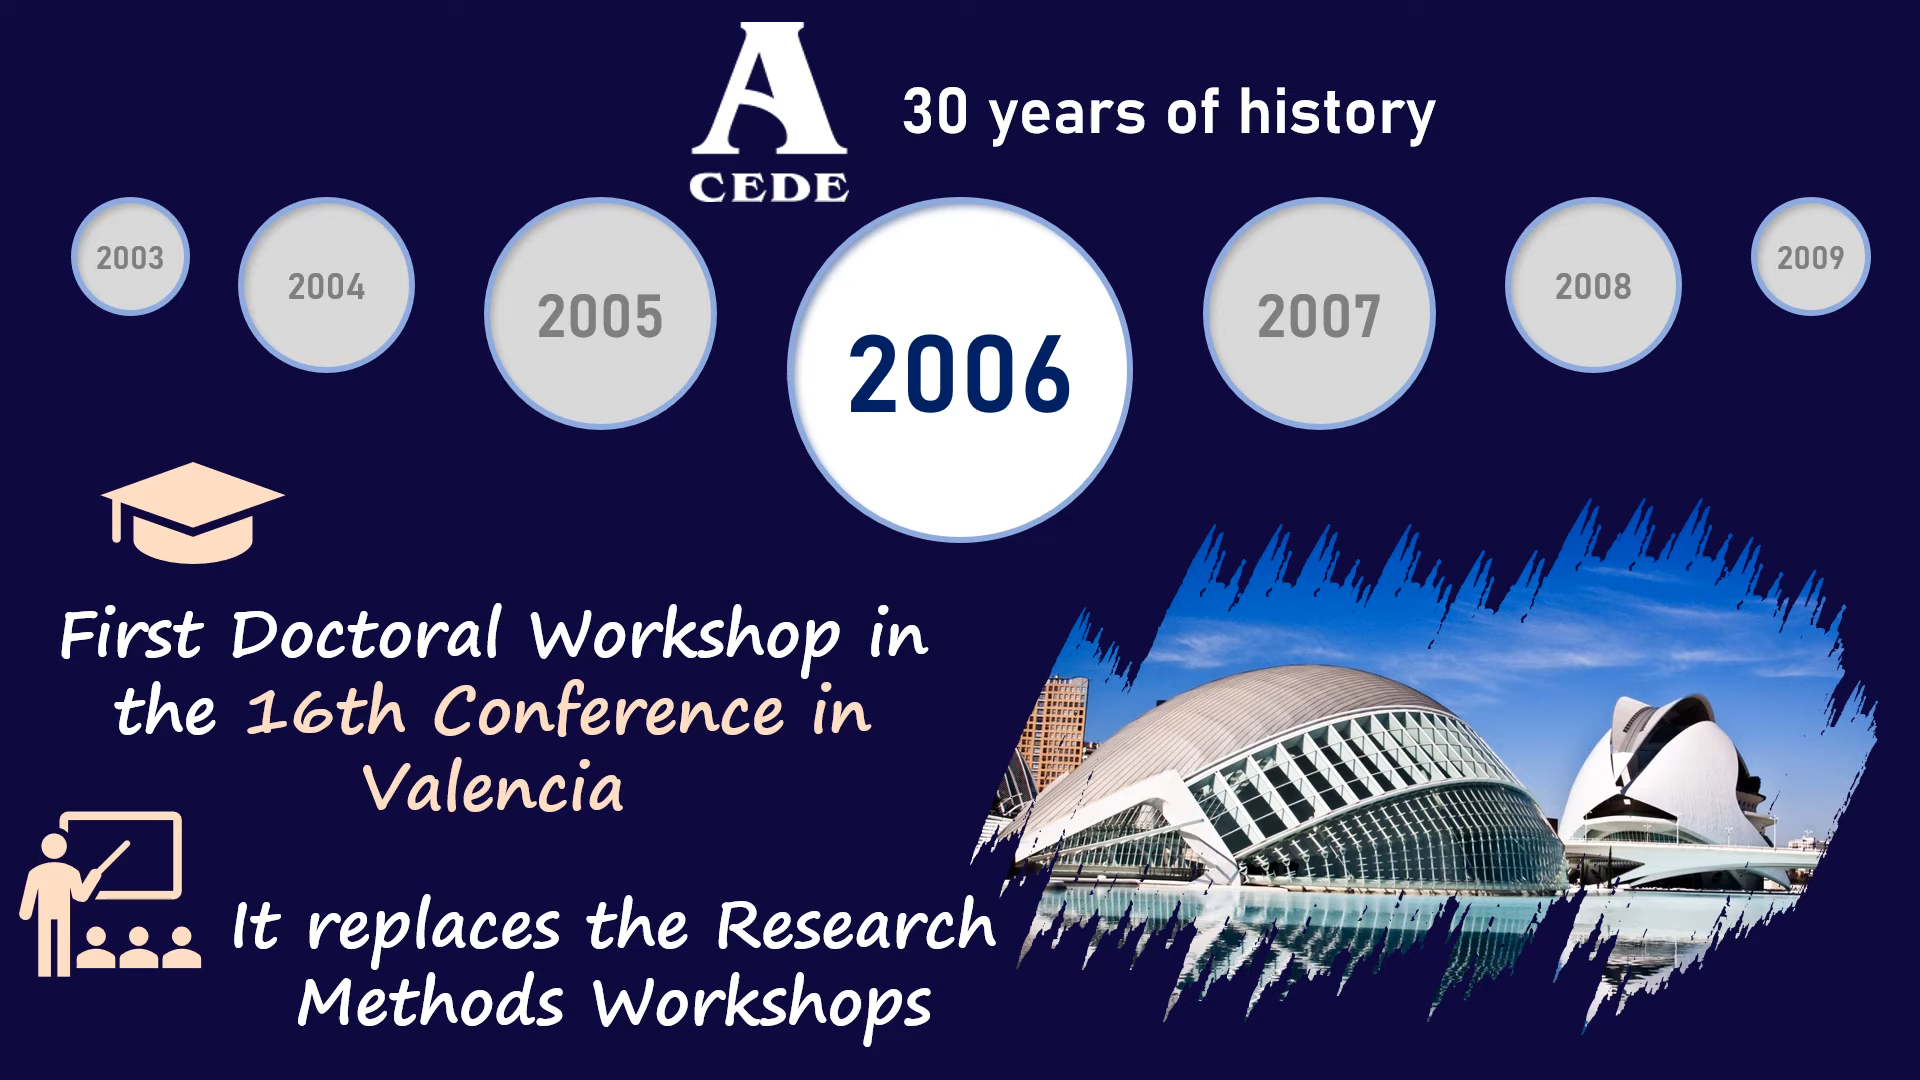 A
CEDE
30 years of history
2003
2004
2005
2006
2007
2008
2009
First Doctoral Workshop in
the 16th Conference in
Valencia
It replaces the Research
Methods Workshops